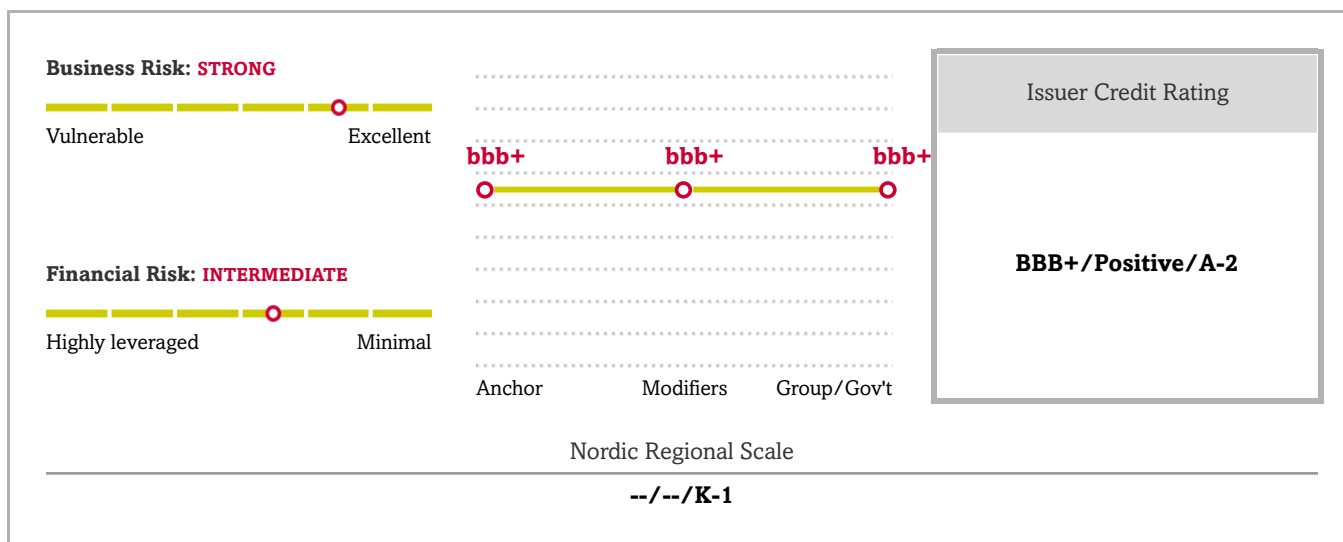 Business Risk: STRONG
Vulnerable Excellent
Financial Risk: INTERMEDIATE
Highly leveraged Minimal
bbb+ bbb+ bbb+
Anchor Modifiers Group/Gov't
Issuer Credit Rating
BBB+/Positive/A-2
Nordic Regional Scale
--/--/K-1